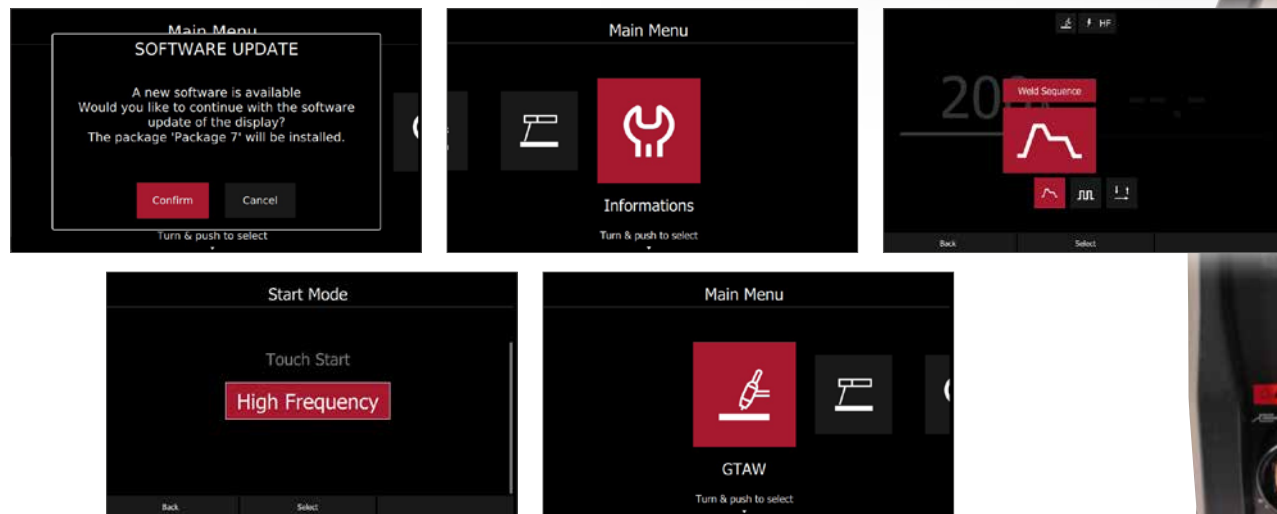 Main Menu
SOFTWARE UPDATE
A new software is available
Would you like to continue with the software
update of the display?
The package 'Package 7' will be installed.
Confirm
Cancel
Turn & push to select
Main Menu
Informations
Turn & push to select
HF
Weld Sequence
Back
Select
Start Mode
Touch Start
High Frequency
Back
Select
Main Menu
GTAW
Turn & push to select